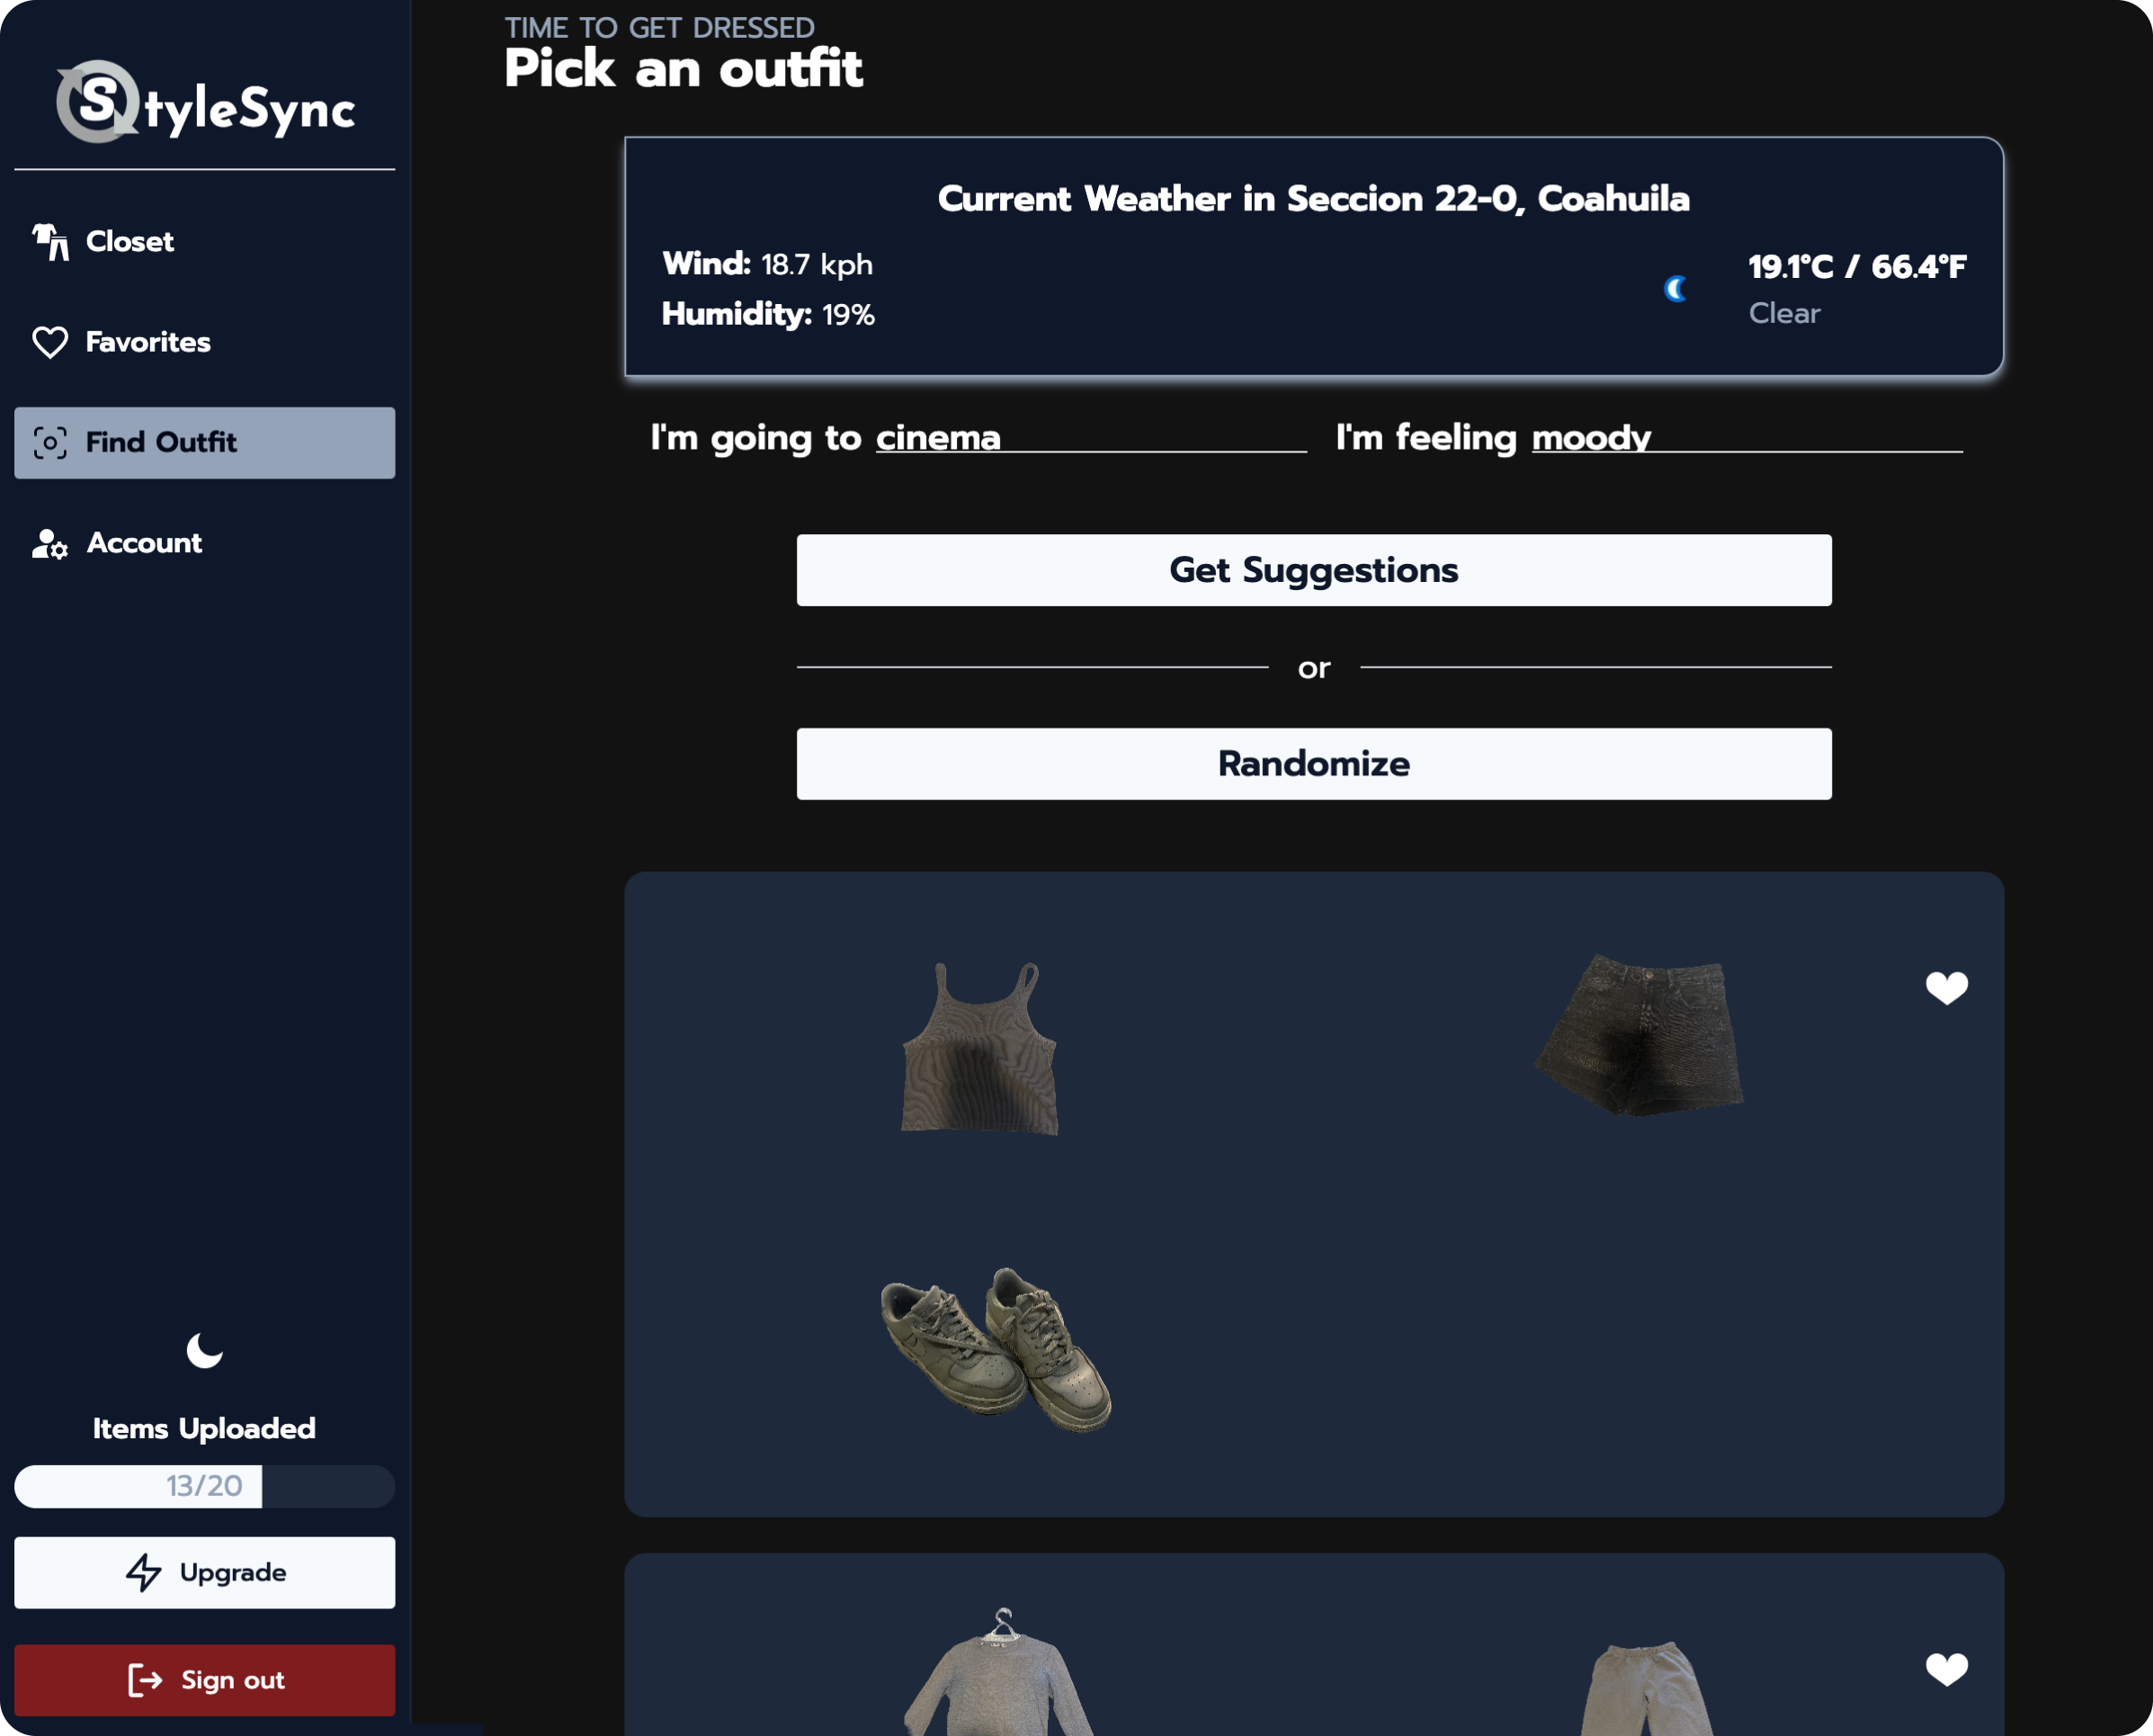 StyleSync
Closet
Favorites
Find Outfit
Account
Items Uploaded
13/20
Upgrade
Sign out
TIME TO GET DRESSED
Pick an outfit
Current Weather in Seccion 22-0, Coahuila
Wind: 18.7 kph
Humidity: 19%
19.1°C / 66.4°F
Clear
I'm going to cinema
I'm feeling moody
Get Suggestions
or
Randomize